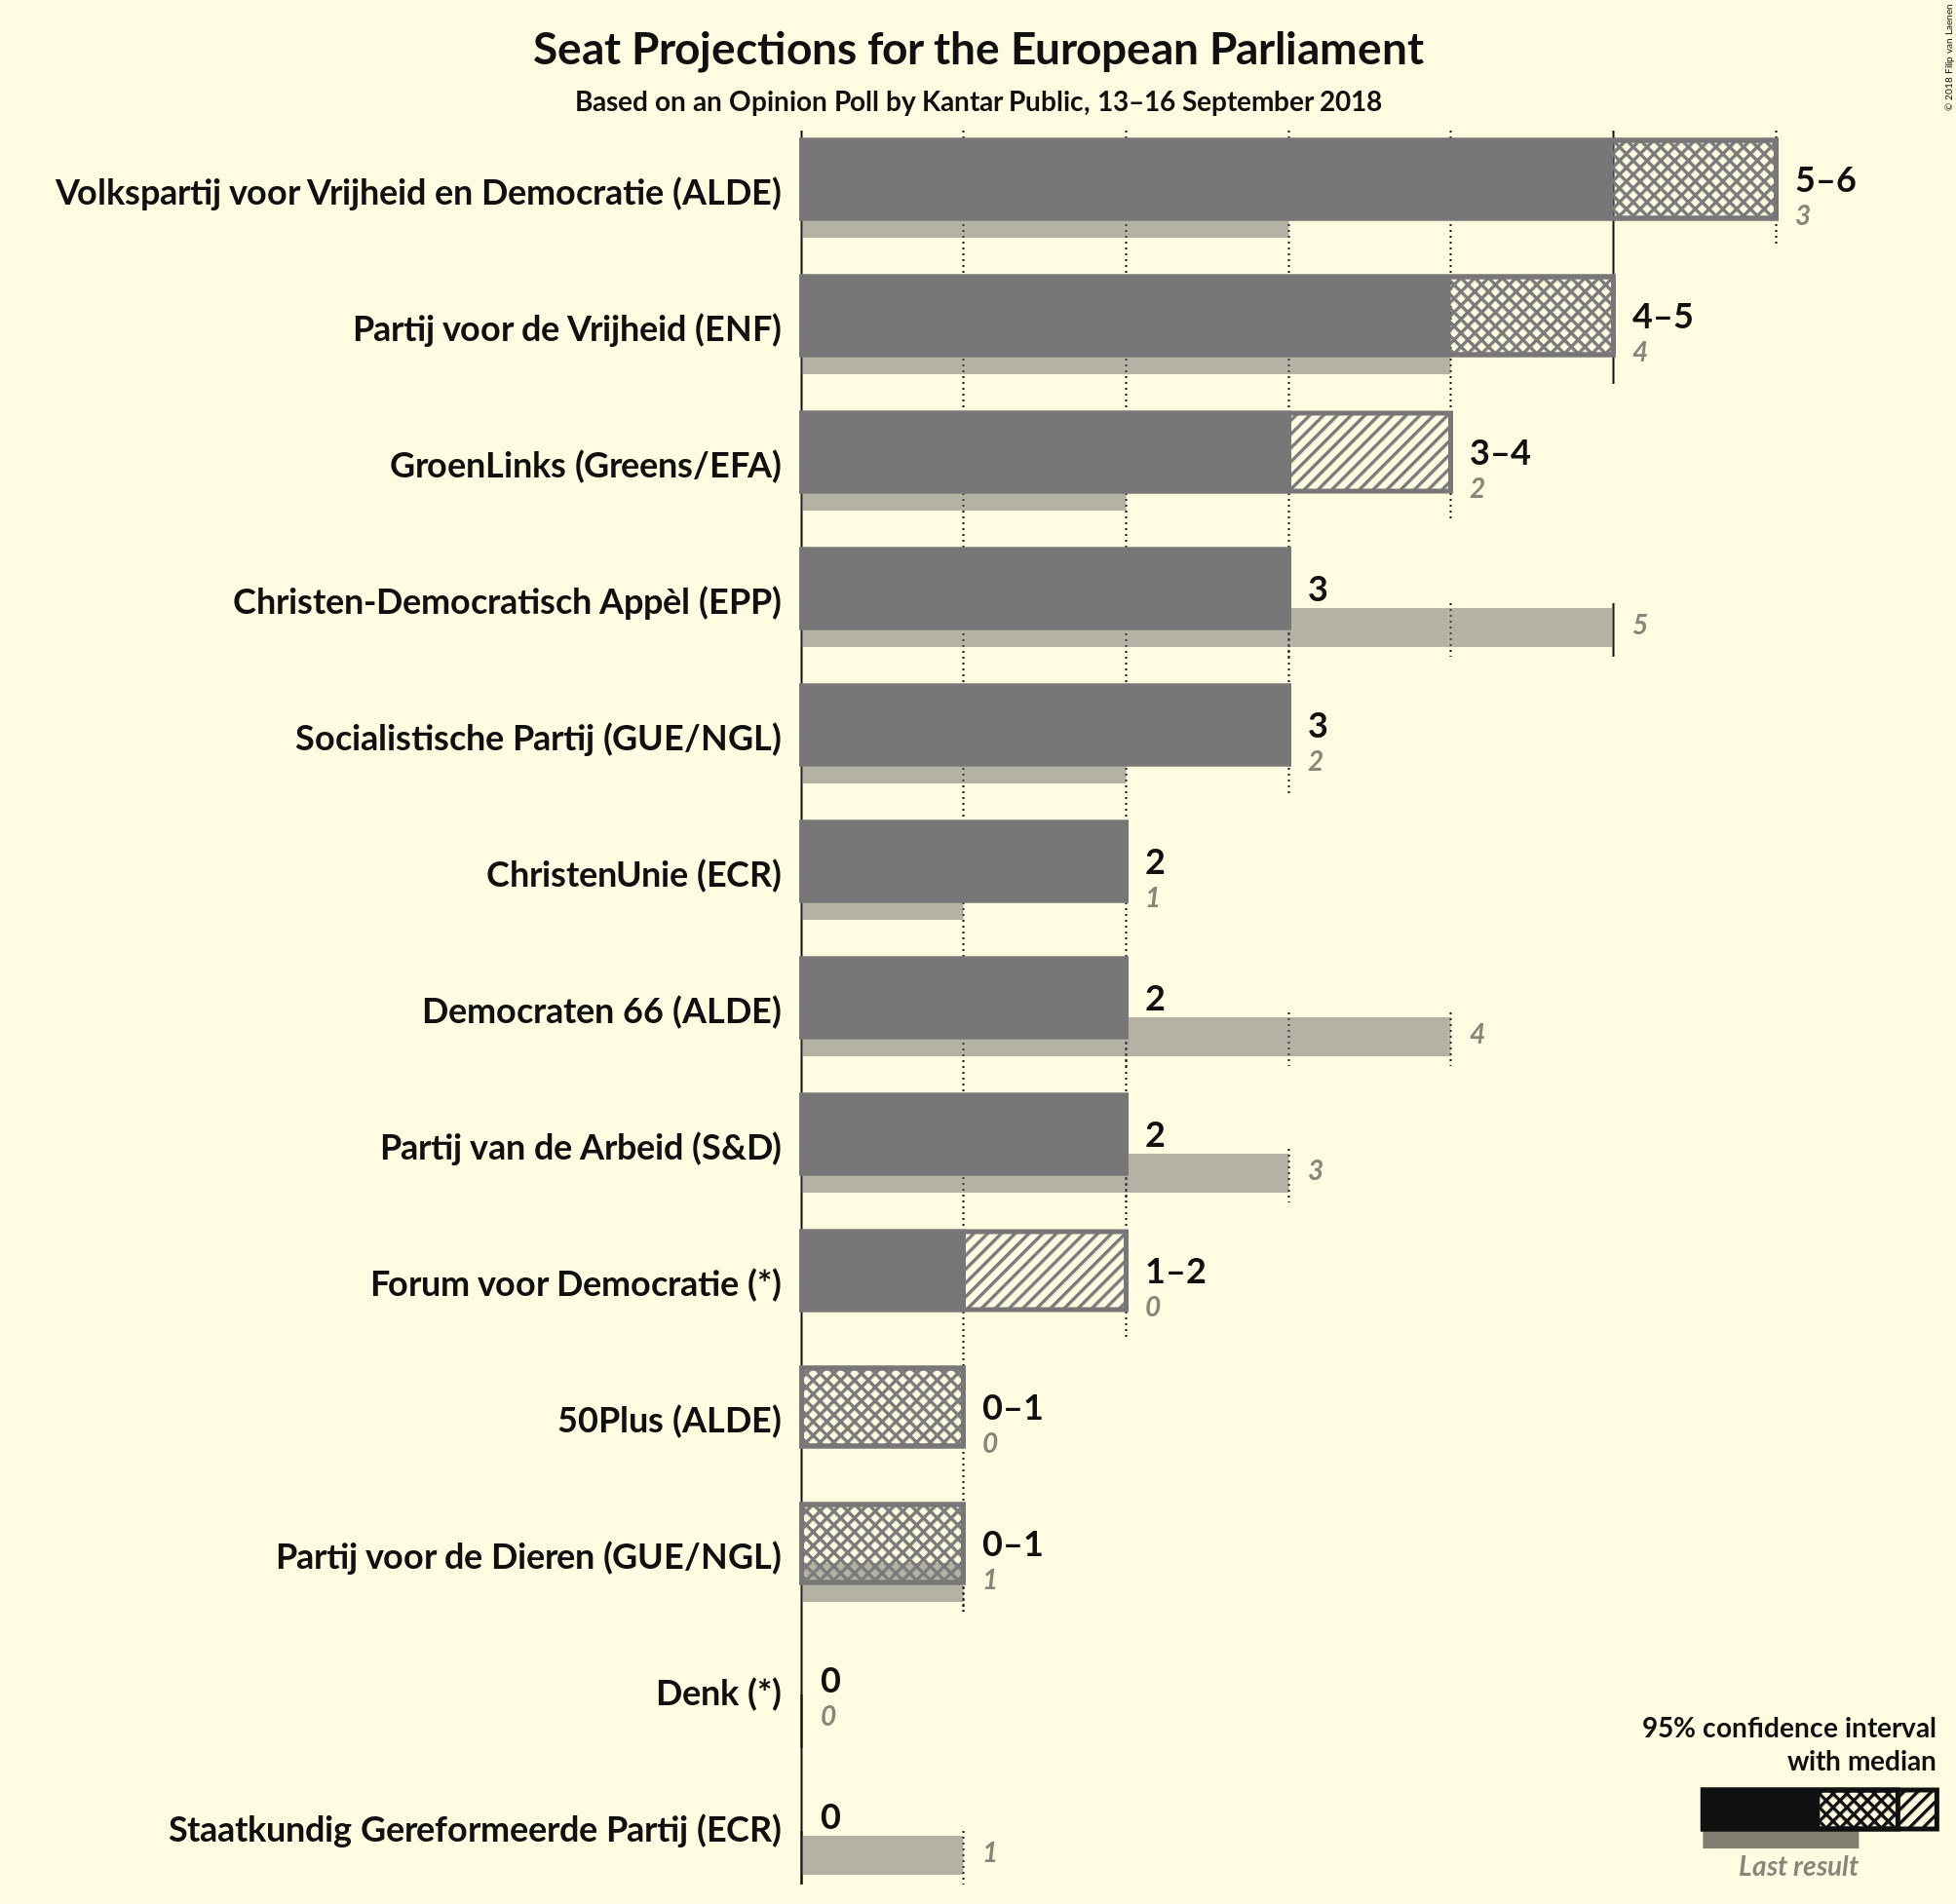 Seat Projections for the European Parliament
Based on an Opinion Poll by Kantar Public, 13–16 September 2018
© 2018 Filip van Laenen
Volkspartij voor Vrijheid en Democratie (ALDE)
5–6
3
Partij voor de Vrijheid (ENF)
4–5
4
GroenLinks (Greens/EFA)
3–4
2
Christen-Democratisch Appèl (EPP)
3
5
Socialistische Partij (GUE/NGL)
3
2
ChristenUnie (ECR)
2
1
Democraten 66 (ALDE)
2
4
Partij van de Arbeid (S&D)
2
3
Forum voor Democratie (*)
1–2
0
50Plus (ALDE)
0–1
0
Partij voor de Dieren (GUE/NGL)
0–1
1
Denk (*)
0
0
Staatkundig Gereformeerde Partij (ECR)
0
1
95% confidence interval
with median
Last result